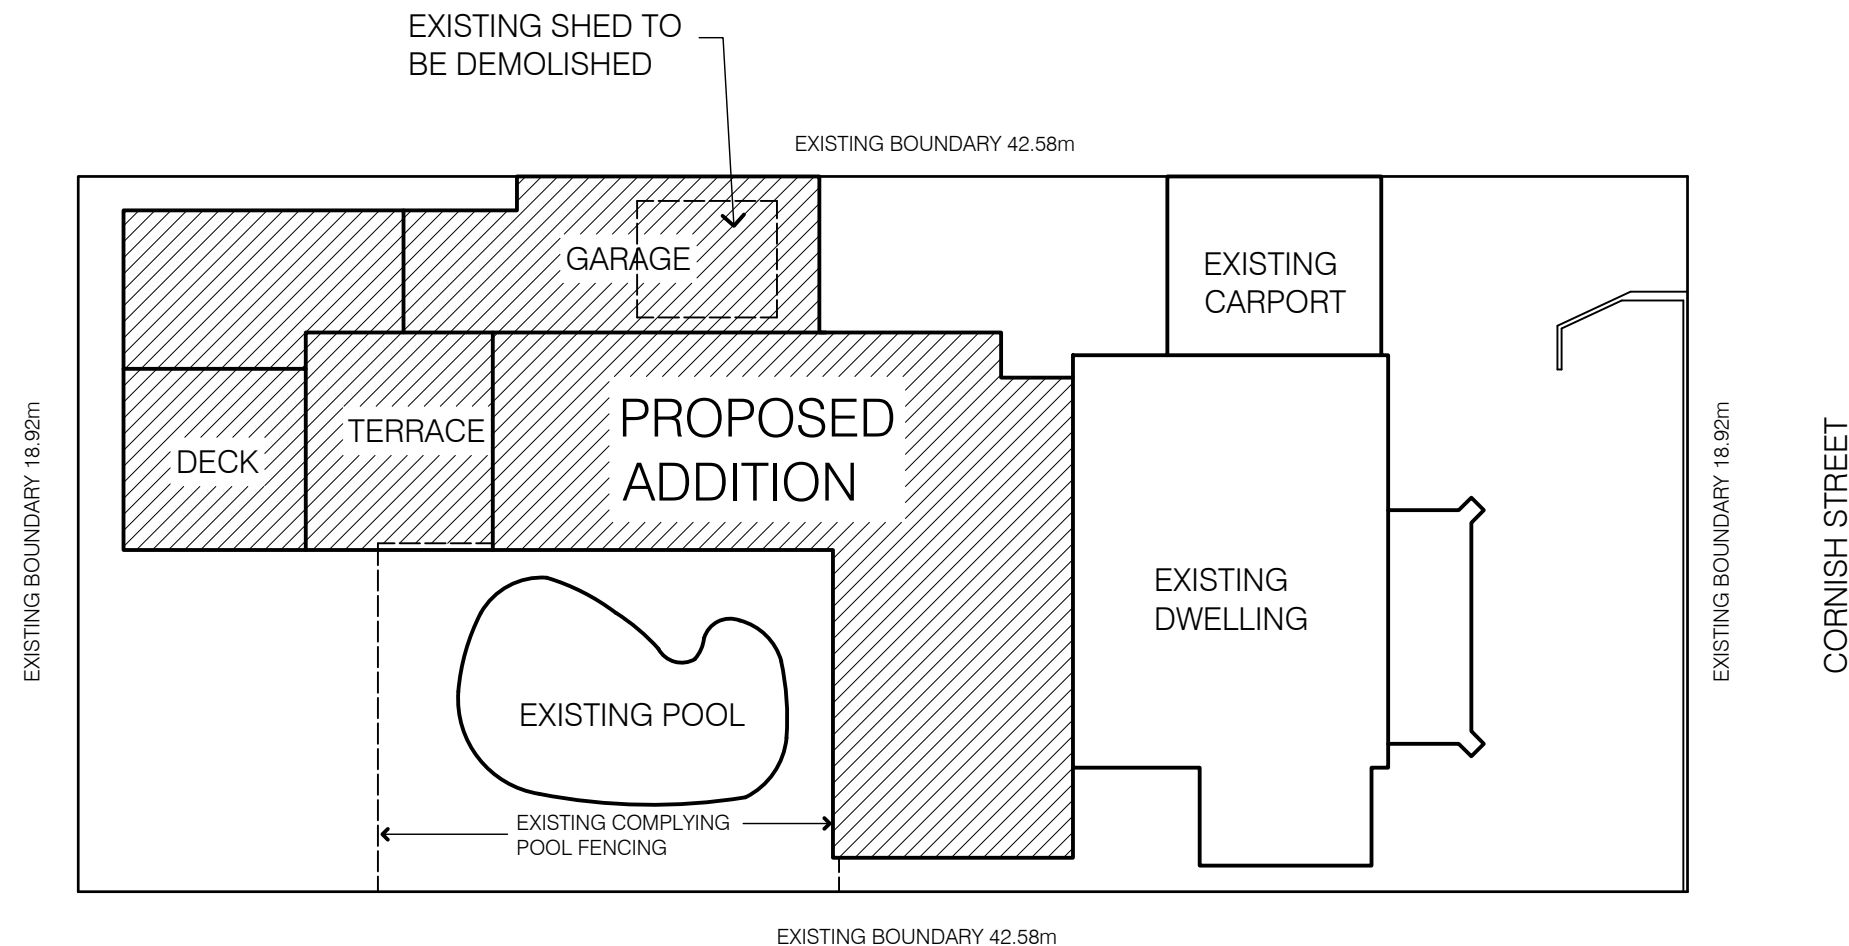 EXISTING SHED TO
BE DEMOLISHED
EXISTING BOUNDARY 42.58m
GARAGE
EXISTING
CARPORT
PROPOSED
ADDITION
TERRACE
DECK
EXISTING BOUNDARY 18.92m
EXISTING BOUNDARY 18.92m
CORNISH STREET
EXISTING
DWELLING
EXISTING POOL
EXISTING COMPLYING
POOL FENCING
EXISTING BOUNDARY 42.58m